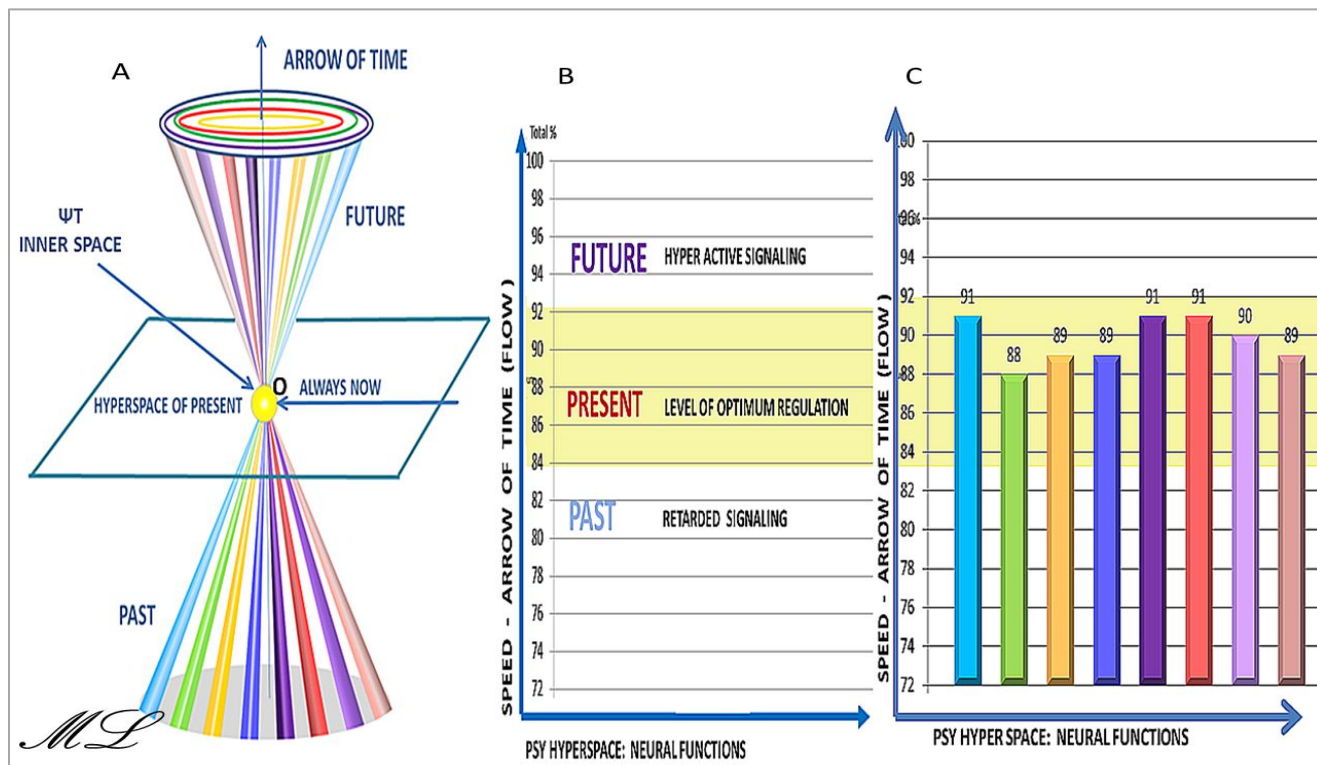 A
ARROW OF TIME
FUTURE
ΨT
INNER SPACE
O
ALWAYS NOW
HYPERSPACE OF PRESENT
PAST
ML
B
Total %
100
98
96
94
92
90
88
86
84
82
80
78
76
74
72
FUTURE HYPER ACTIVE SIGNALING
PRESENT LEVEL OF OPTIMUM REGULATION
PAST RETARDED SIGNALING
SPEED - ARROW OF TIME (FLOW)
PSY HYPERSPACE: NEURAL FUNCTIONS
C
98
94
92
90
88
86
84
82
80
78
76
74
72
91
88
89
89
91
91
90
89
SPEED - ARROW OF TIME (FLOW)
PSY HYPER SPACE: NEURAL FUNCTIONS